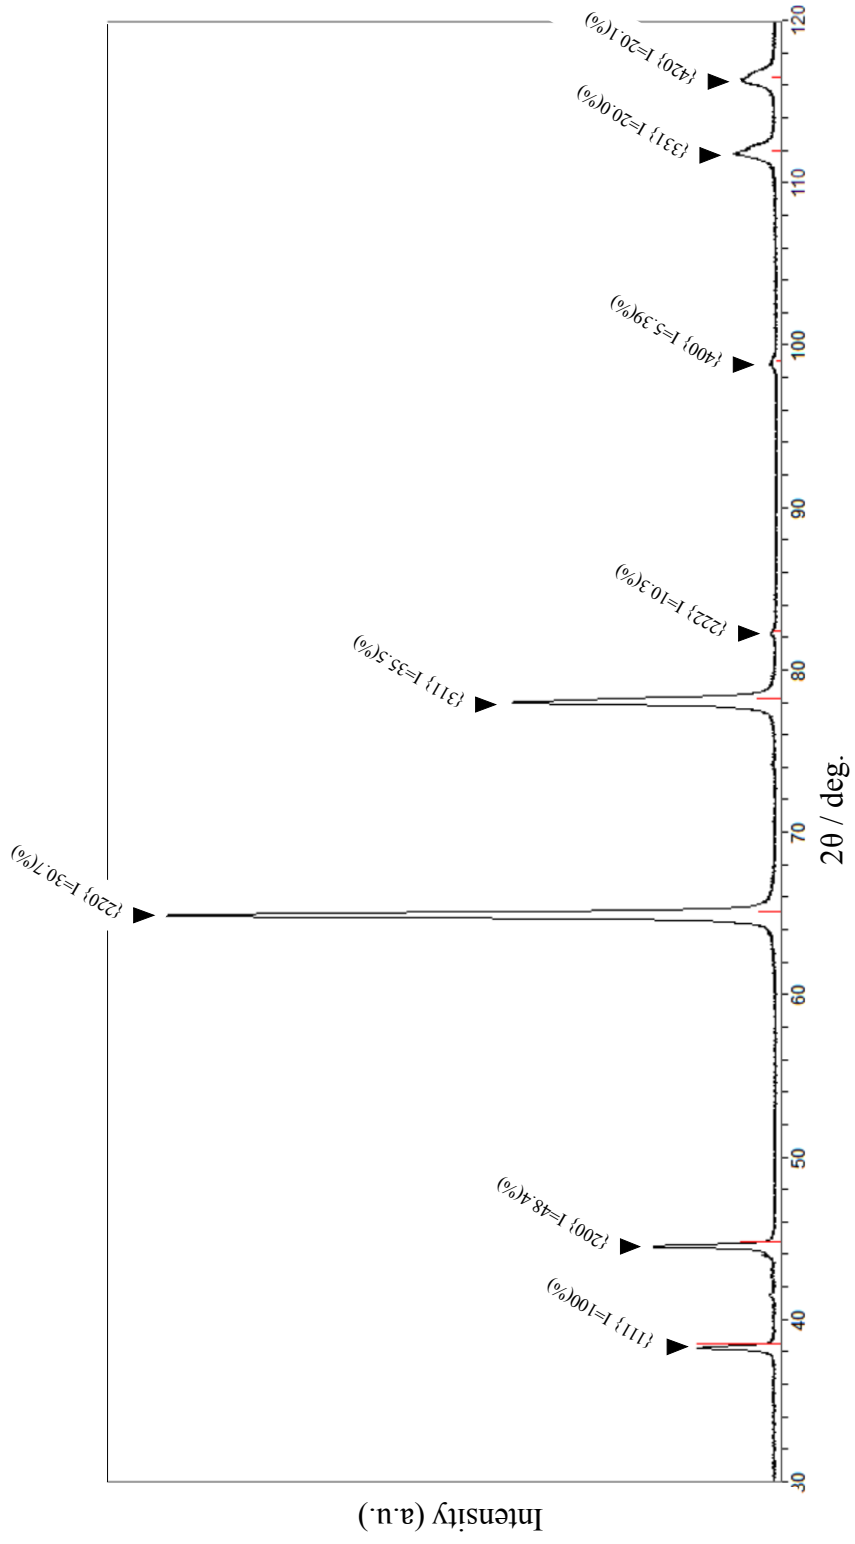 Intensity (a.u.)
{111} I=100(%)
{200} I=48.4(%)
{220} I=30.7(%)
{311} I=35.5(%)
{222} I=10.3(%)
{400} I=5.39(%)
{331} I=20.0(%)
{420} I=20.1(%)
30 40 50 60 70 80 90 100 110 120
2θ / deg.